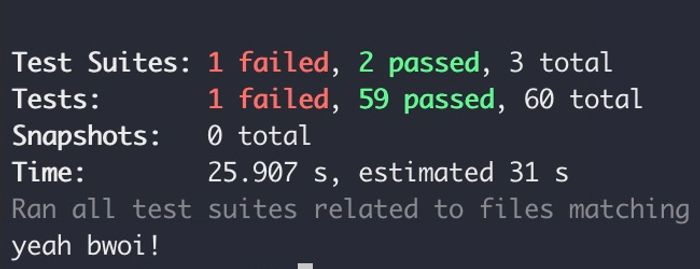 Test Suites: 1 failed, 2 passed, 3 total
Tests: 1 failed, 59 passed, 60 total
Snapshots: 0 total
Time: 25.907 s, estimated 31 s
Ran all test suites related to files matching
yeah bwoi!